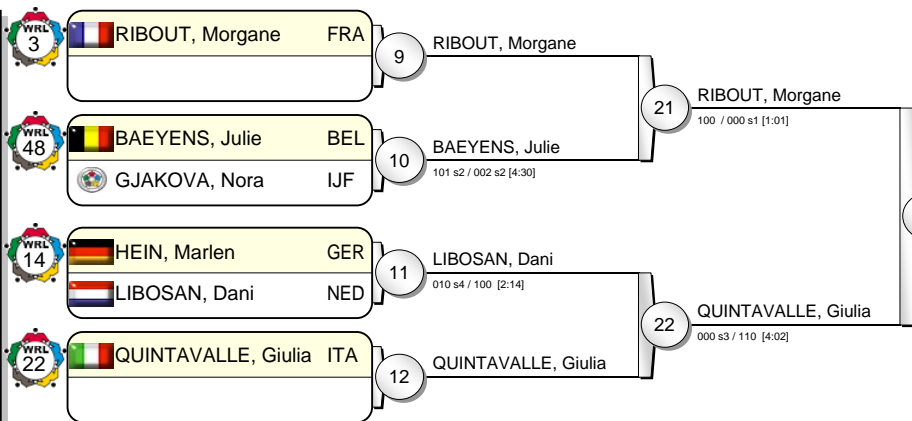 WRL
3
RIBOUT, Morgane FRA
9
RIBOUT, Morgane
21
RIBOUT, Morgane
100 / 000 s1 [1:01]
WRL
48
BAEYENS, Julie BEL
GJAKOVA, Nora IJF
10
BAEYENS, Julie
101 s2 / 002 s2 [4:30]
WRL
14
HEIN, Marlen GER
LIBOSAN, Dani NED
11
LIBOSAN, Dani
010 s4 / 100 [2:14]
22
QUINTAVALLE, Giulia
000 s3 / 110 [4:02]
WRL
22
QUINTAVALLE, Giulia ITA
12
QUINTAVALLE, Giulia